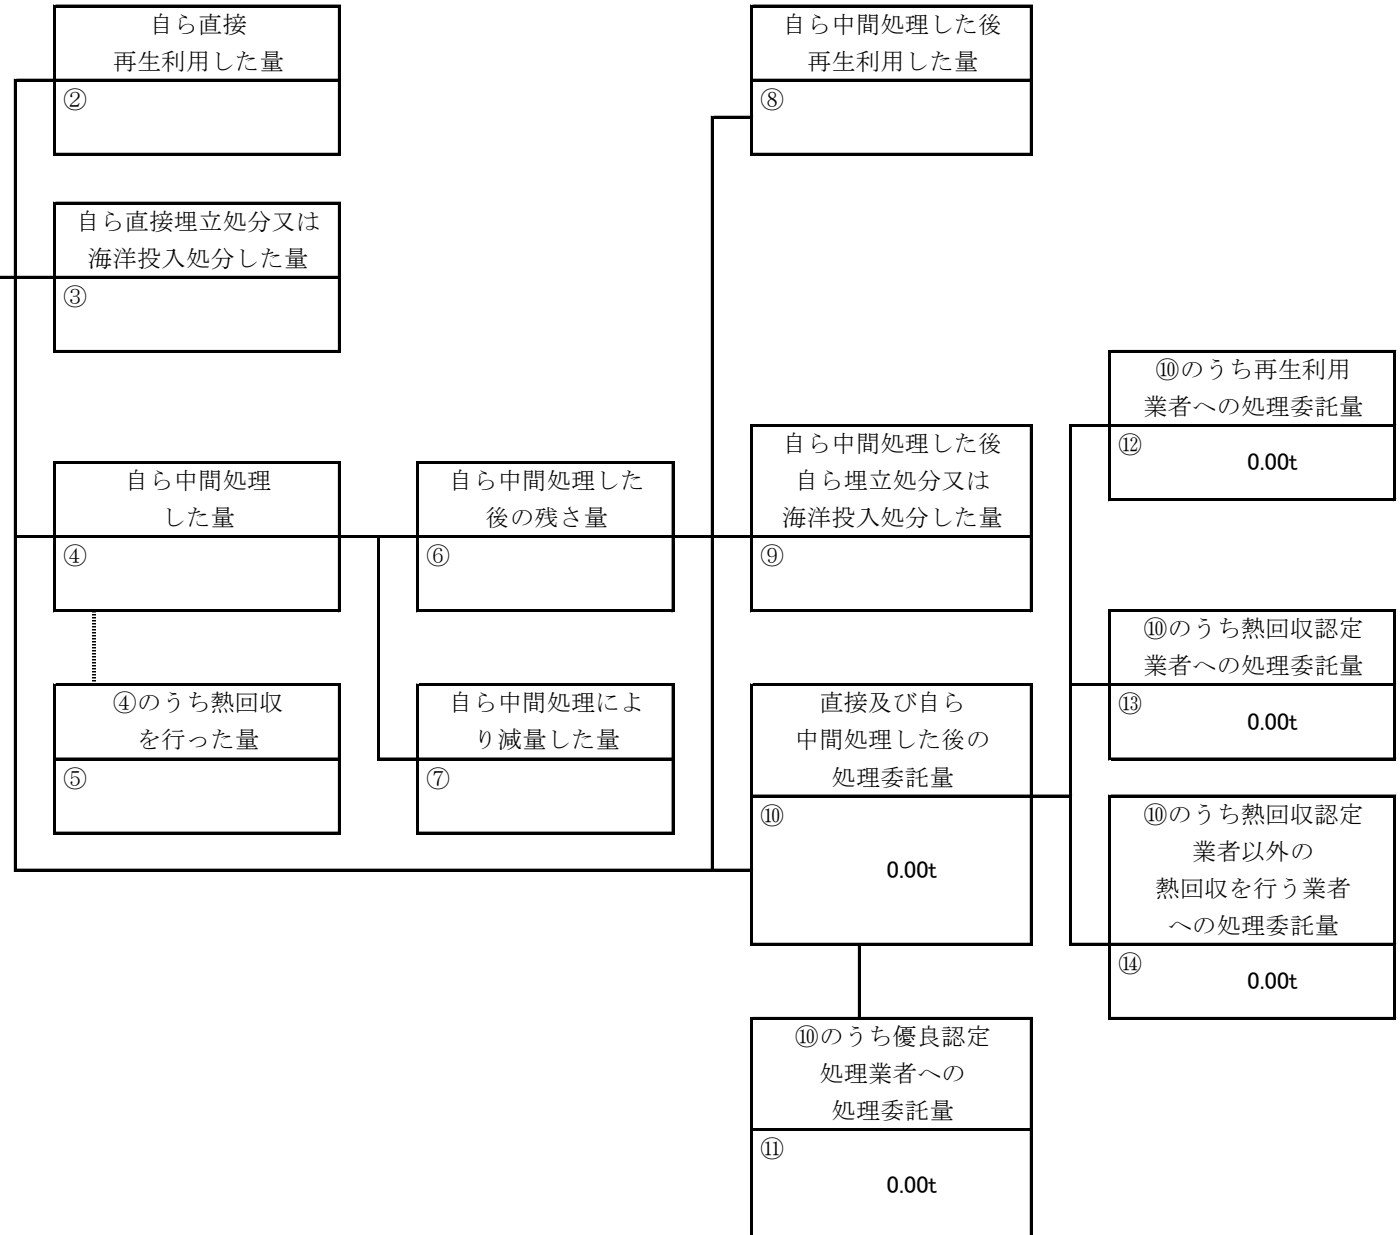 自ら直接
再生利用した量
②
自ら中間処理した後
再生利用した量
⑧
自ら直接埋立処分又は
海洋投入処分した量
③
⑩のうち再生利用
業者への処理委託量
⑫
0.00t
自ら中間処理
した量
④
自ら中間処理した
後の残さ量
⑥
自ら中間処理した後
自ら埋立処分又は
海洋投入処分した量
⑨
⑩のうち熱回収認定
業者への処理委託量
⑬
0.00t
④のうち熱回収
を行った量
⑤
自ら中間処理によ
り減量した量
⑦
直接及び自ら
中間処理した後の
処理委託量
⑩
0.00t
⑩のうち熱回収認定
業者以外の
熱回収を行う業者
への処理委託量
⑭
0.00t
⑩のうち優良認定
処理業者への
処理委託量
⑪
0.00t